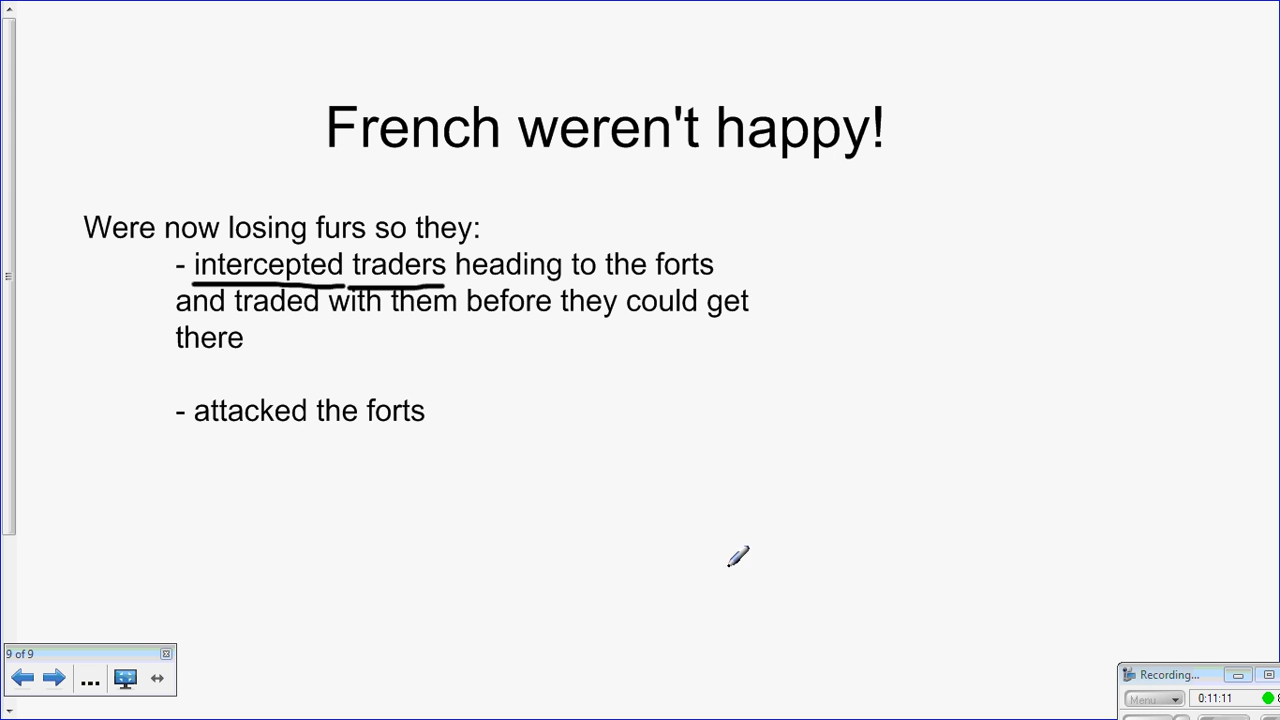 French weren't happy!
Were now losing furs so they:
- intercepted traders heading to the forts
and traded with them before they could get
there
- attacked the forts
9 of 9
...
Recording...
Menu
0:11:11